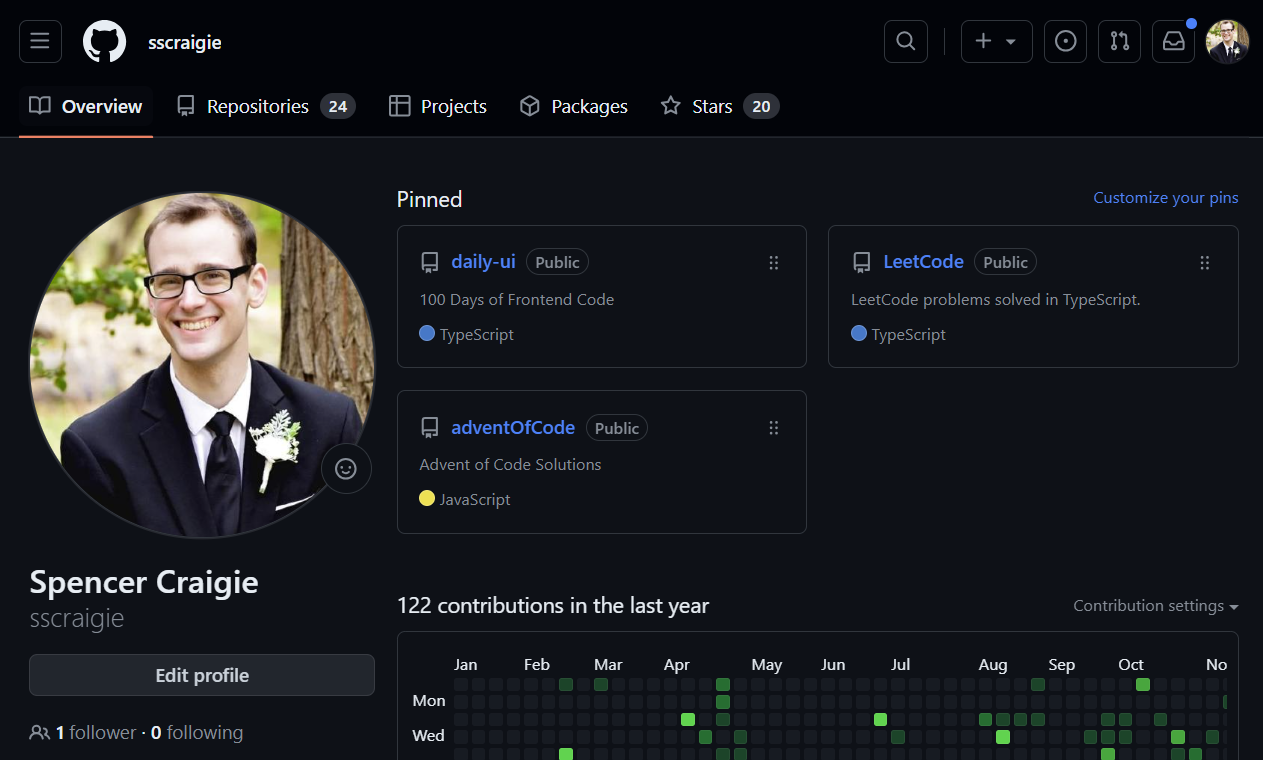 sscraigie
Overview Repositories 24 Projects Packages Stars 20
Pinned Customize your pins
daily-ui Public
100 Days of Frontend Code
TypeScript
LeetCode Public
LeetCode problems solved in TypeScript.
TypeScript
adventOfCode Public
Advent of Code Solutions
JavaScript
Spencer Craigie
sscraigie
Edit profile
1 follower · 0 following
122 contributions in the last year Contribution settings
Jan Feb Mar Apr May Jun Jul Aug Sep Oct No
Mon
Wed